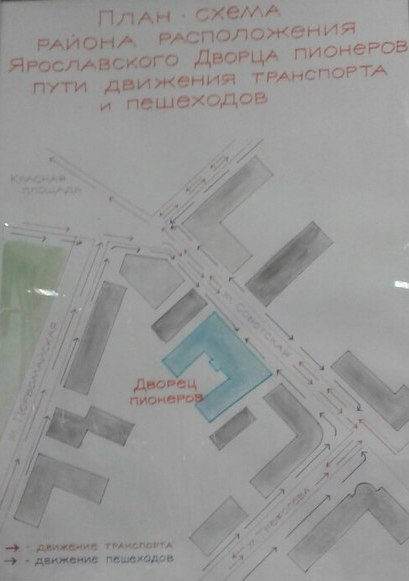 План-схема
района расположения
Ярославского Дворца пионеров
пути движения транспорта
и пешеходов
Красная
площадь
ул. Советская
ул. Первомайская
Дворец
пионеров
→ - движение транспорта
→ - движение пешеходов